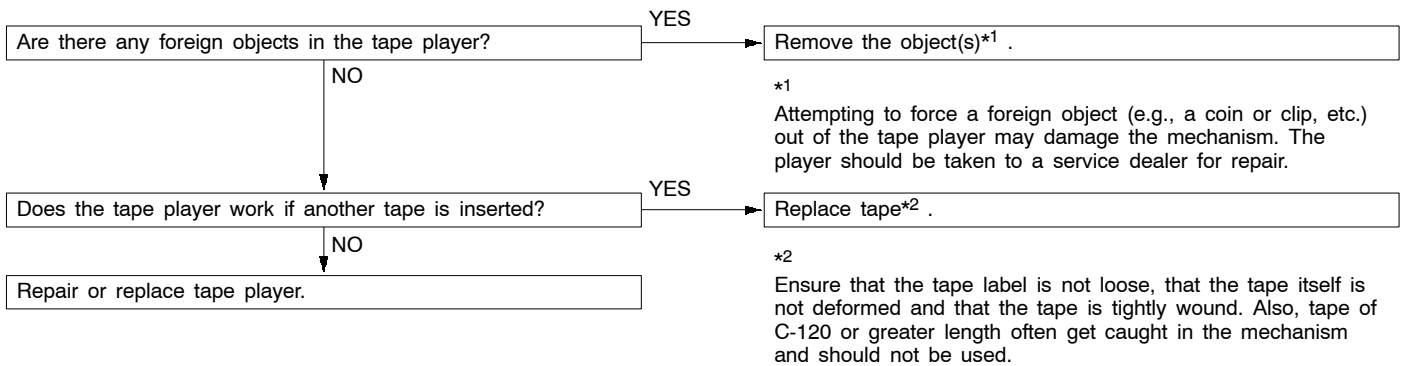 YES
Are there any foreign objects in the tape player?
Remove the object(s)*1 .
NO
*1
Attempting to force a foreign object (e.g., a coin or clip, etc.)
out of the tape player may damage the mechanism. The
player should be taken to a service dealer for repair.
YES
Does the tape player work if another tape is inserted?
Replace tape*2 .
NO
Repair or replace tape player.
*2
Ensure that the tape label is not loose, that the tape itself is
not deformed and that the tape is tightly wound. Also, tape of
C-120 or greater length often get caught in the mechanism
and should not be used.